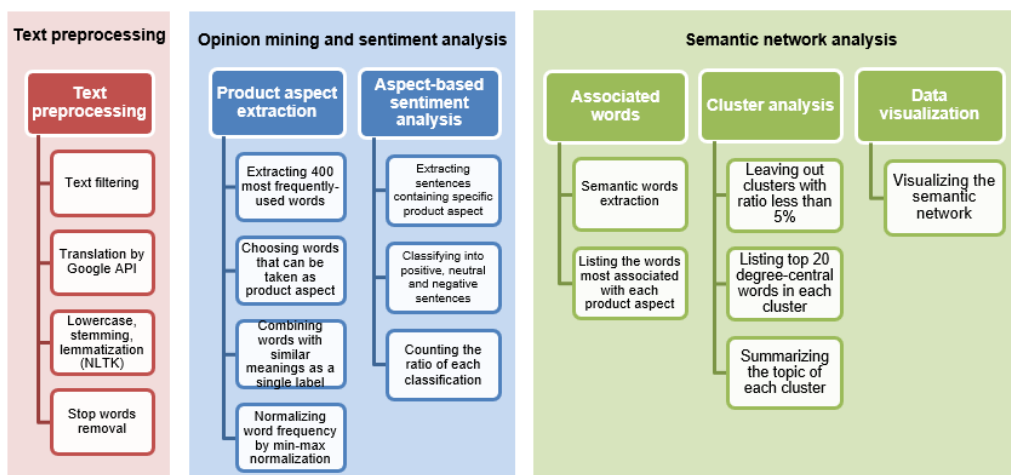 Text preprocessing
Text
preprocessing
Text filtering
Translation by
Google API
Lowercase,
stemming,
lemmatization
(NLTK)
Stop words
removal
Opinion mining and sentiment analysis
Product aspect
extraction
Extracting 400
most frequently-
used words
Choosing words
that can be
taken as
product aspect
Combining
words with
similar
meanings as a
single label
Normalizing
word frequency
by min-max
normalization
Aspect-based
sentiment
analysis
Extracting
sentences
containing specific
product aspect
Classifying into
positive, neutral
and negative
sentences
Counting the
ratio of each
classification
Semantic network analysis
Associated
words
Semantic words
extraction
Listing the words
most associated
with each
product aspect
Cluster analysis
Leaving out
clusters with
ratio less than
5%
Listing top 20
degree-central
words in each
cluster
Summarizing
the topic of
each cluster
Data
visualization
Visualizing the
semantic
network